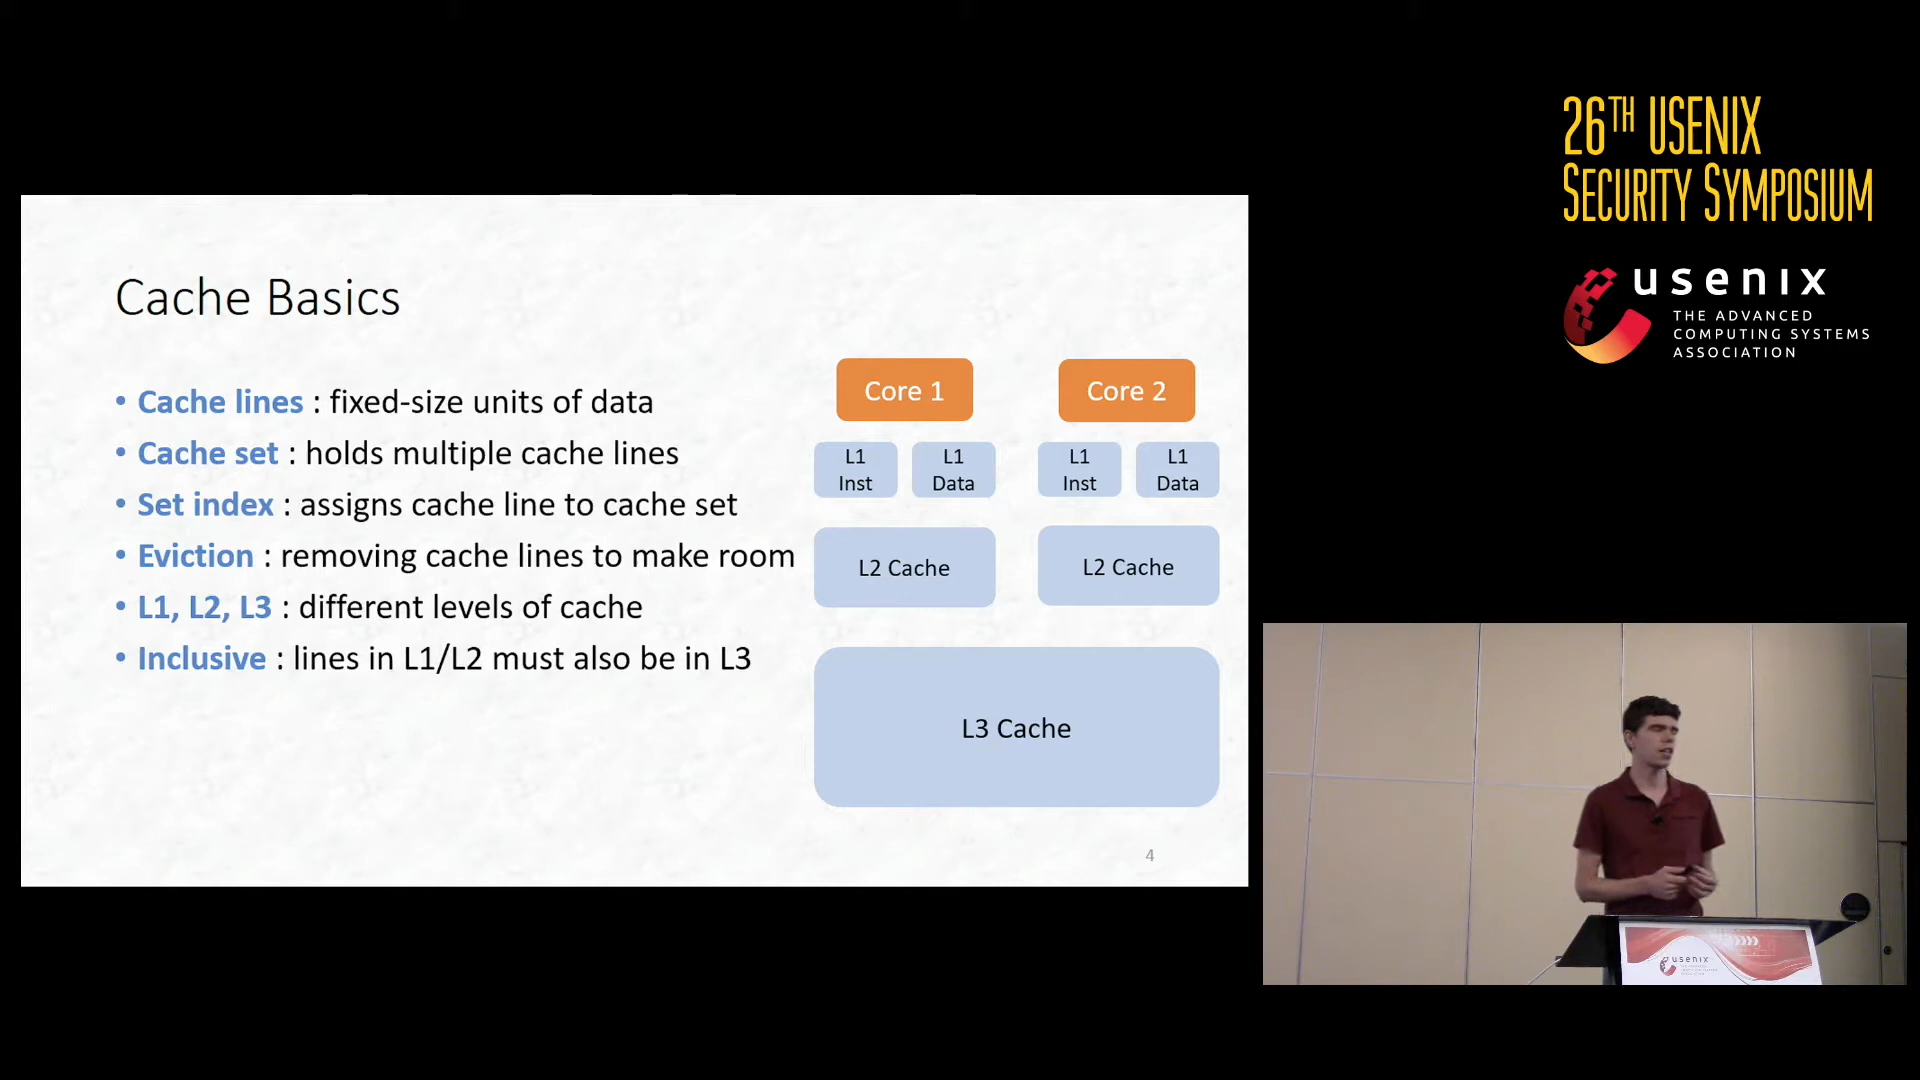 26TH USENIX
SECURITY SYMPOSIUM
usenix
THE ADVANCED
COMPUTING SYSTEMS
ASSOCIATION
Cache Basics
• Cache lines : fixed-size units of data
• Cache set : holds multiple cache lines
• Set index : assigns cache line to cache set
• Eviction : removing cache lines to make room
• L1, L2, L3 : different levels of cache
• Inclusive : lines in L1/L2 must also be in L3
Core 1
Core 2
L1
Inst
L1
Data
L1
Inst
L1
Data
L2 Cache
L2 Cache
L3 Cache
4
usenix